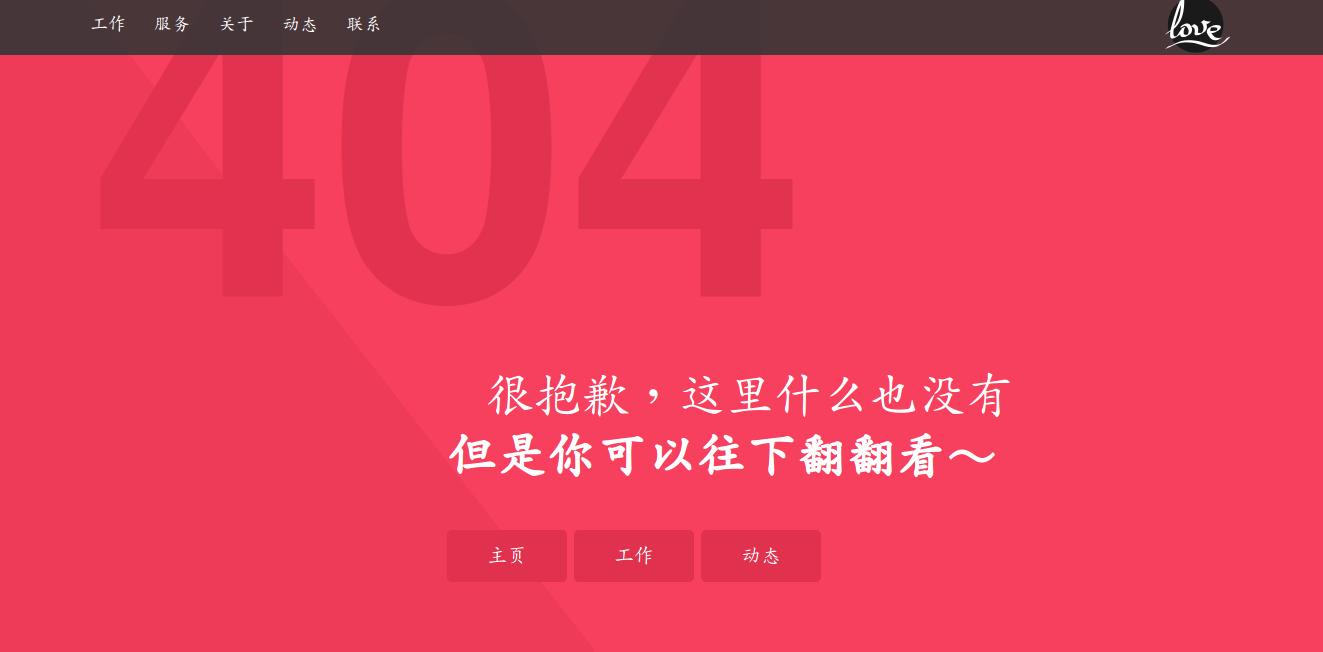 工作 服务 关于 动态 联系
love
404
很抱歉，这里什么也没有
但是你可以往下翻翻看～
主页 工作 动态